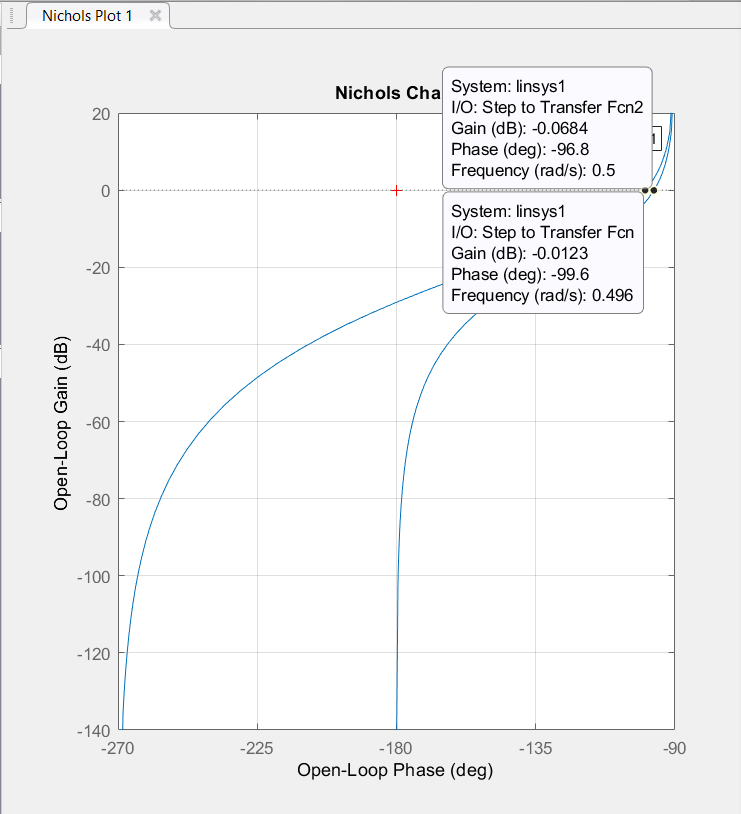 Nichols Plot 1
Nichols Cha
System: linsys1
I/O: Step to Transfer Fcn2
Gain (dB): -0.0684
Phase (deg): -96.8
Frequency (rad/s): 0.5
System: linsys1
I/O: Step to Transfer Fcn
Gain (dB): -0.0123
Phase (deg): -99.6
Frequency (rad/s): 0.496
20
0
-20
-40
-60
-80
-100
-120
-140
Open-Loop Gain (dB)
-270
-225
-180
-135
-90
Open-Loop Phase (deg)